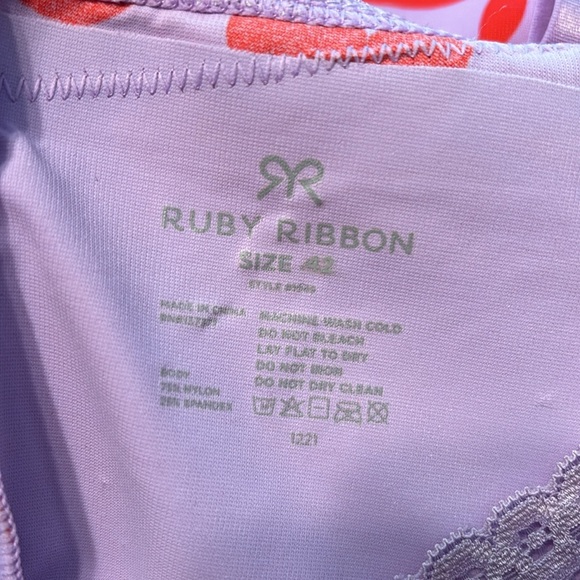 RUBY RIBBON
SIZE 42
MADE IN CHINA
MACHINE WASH COLD
DO NOT BLEACH
LAY FLAT TO DRY
DO NOT IRON
DO NOT DRY CLEAN
BODY
75% NYLON
25% SPANDEX
1221